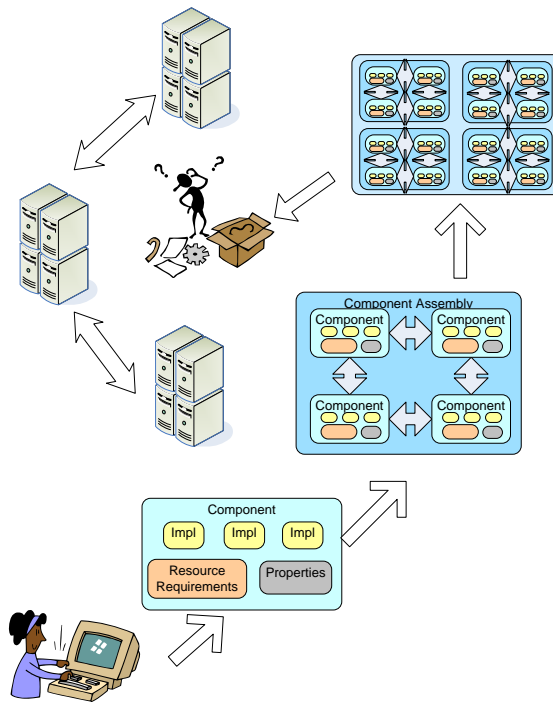 ?
?
Component Assembly
Component
Component
Component
Component
Component
Impl
Impl
Impl
Resource
Requirements
Properties